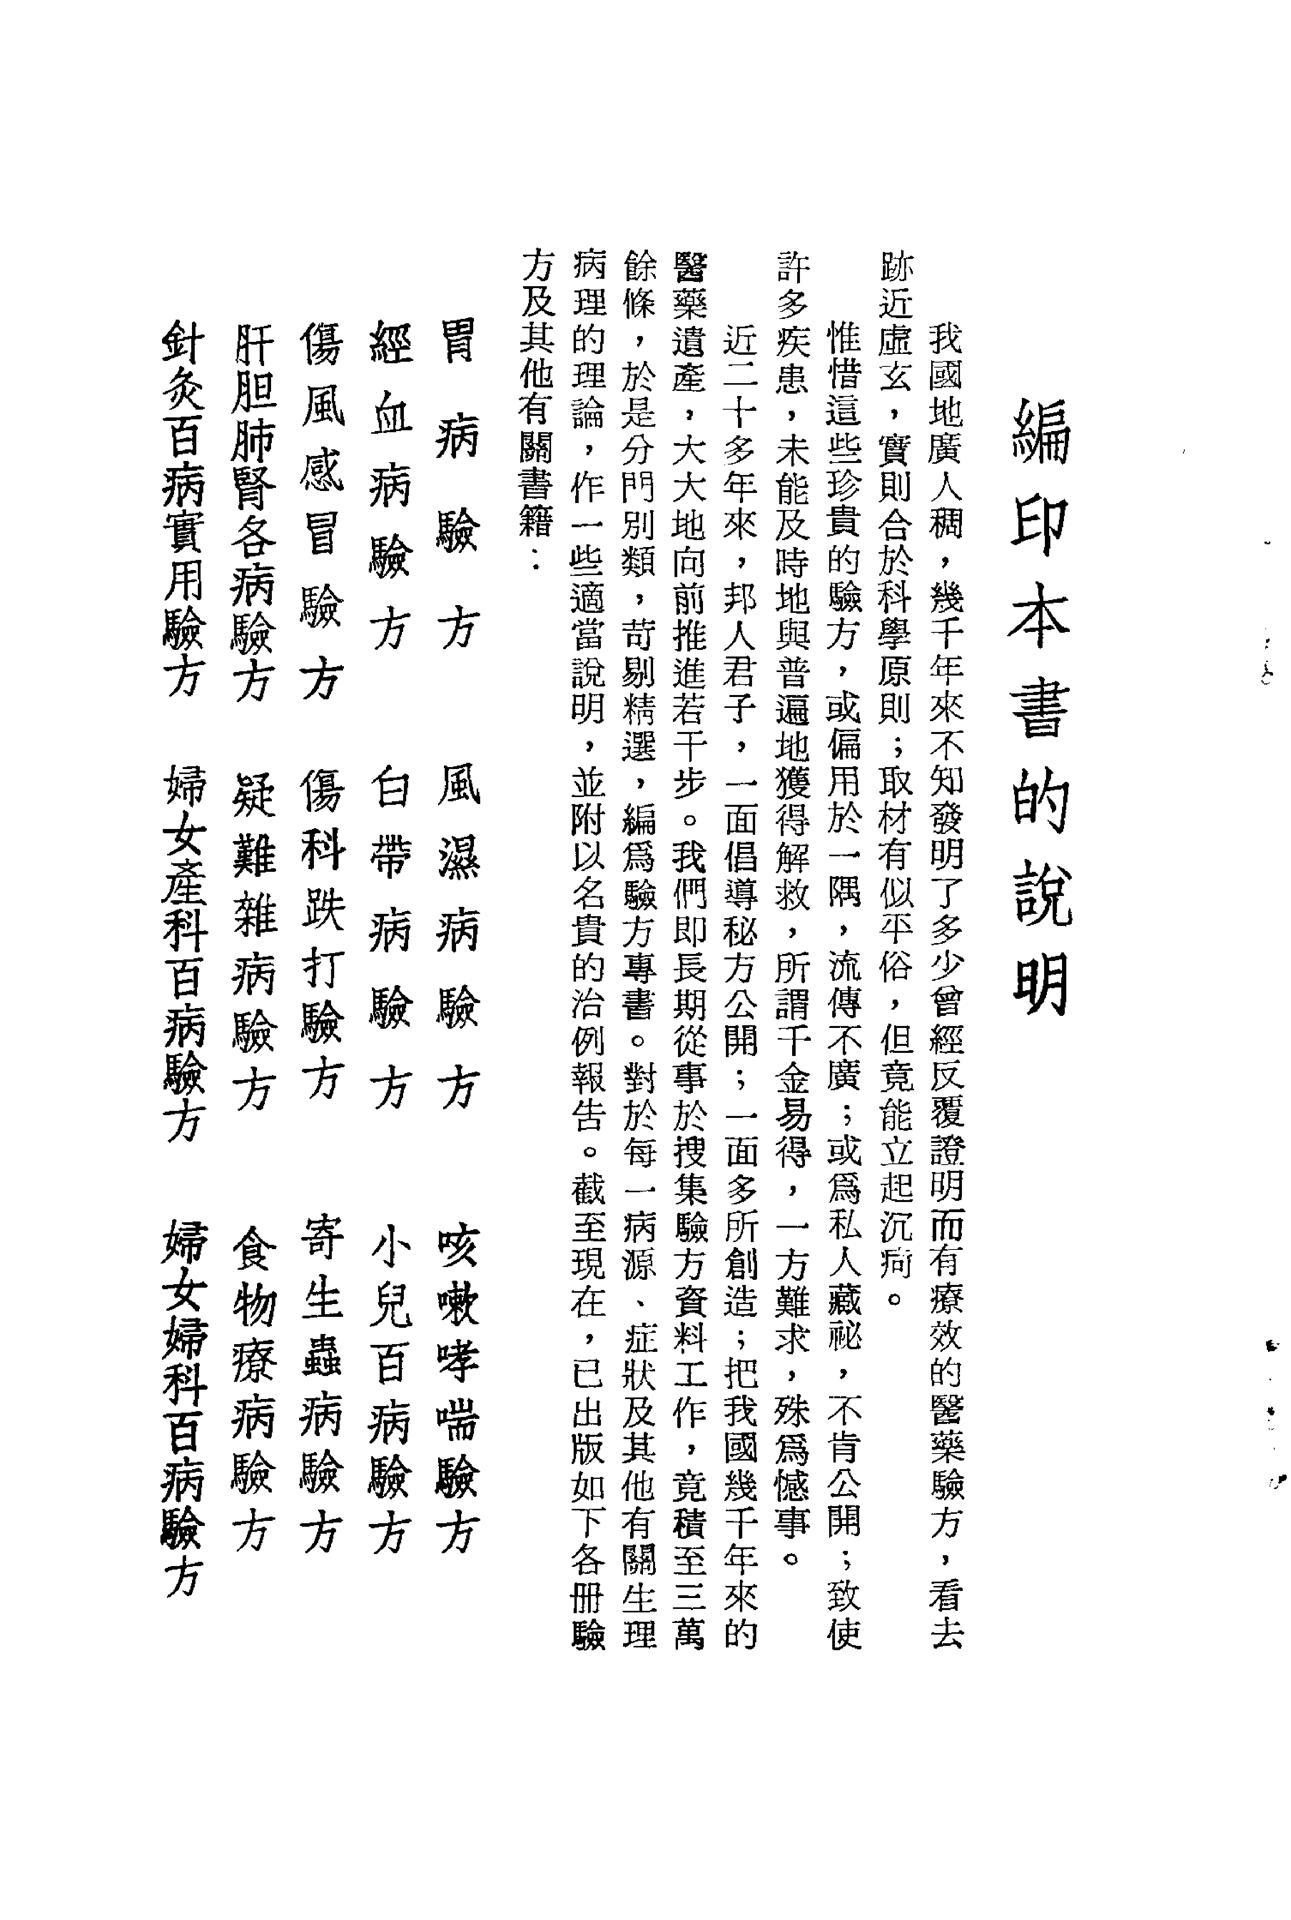 編印本書的說明
我國地廣人稠，幾千年來不知發明了多少曾經反覆證明而有療效的醫藥驗方，看去
跡近虛玄，實則合於科學原則；取材有似平俗，但竟能立起沉疴。
惟惜這些珍貴的驗方，或偏用於一隅，流傳不廣；或爲私人藏祕，不肯公開；致使
許多疾患，未能及時地與普遍地獲得解救，所謂千金易得，一方難求，殊爲憾事。
近二十多年來，邦人君子，一面倡導秘方公開；一面多所創造；把我國幾千年來的
醫藥遺產，大大地向前推進若干步。我們即長期從事於搜集驗方資料工作，竟積至三萬
餘條，於是分門別類，苛剔精選，編爲驗方專書。對於每一病源、症狀及其他有關生理
病理的理論，作一些適當說明，並附以名貴的治例報告。截至現在，已出版如下各冊驗
方及其他有關書籍：
胃病驗方　風濕病驗方　咳嗽哮喘驗方
經血病驗方　白帶病驗方　小兒百病驗方
傷風感冒驗方　傷科跌打驗方　寄生蟲病驗方
肝胆肺腎各病驗方　疑難雜病驗方　食物療病驗方
針灸百病實用驗方　婦女產科百病驗方　婦女婦科百病驗方